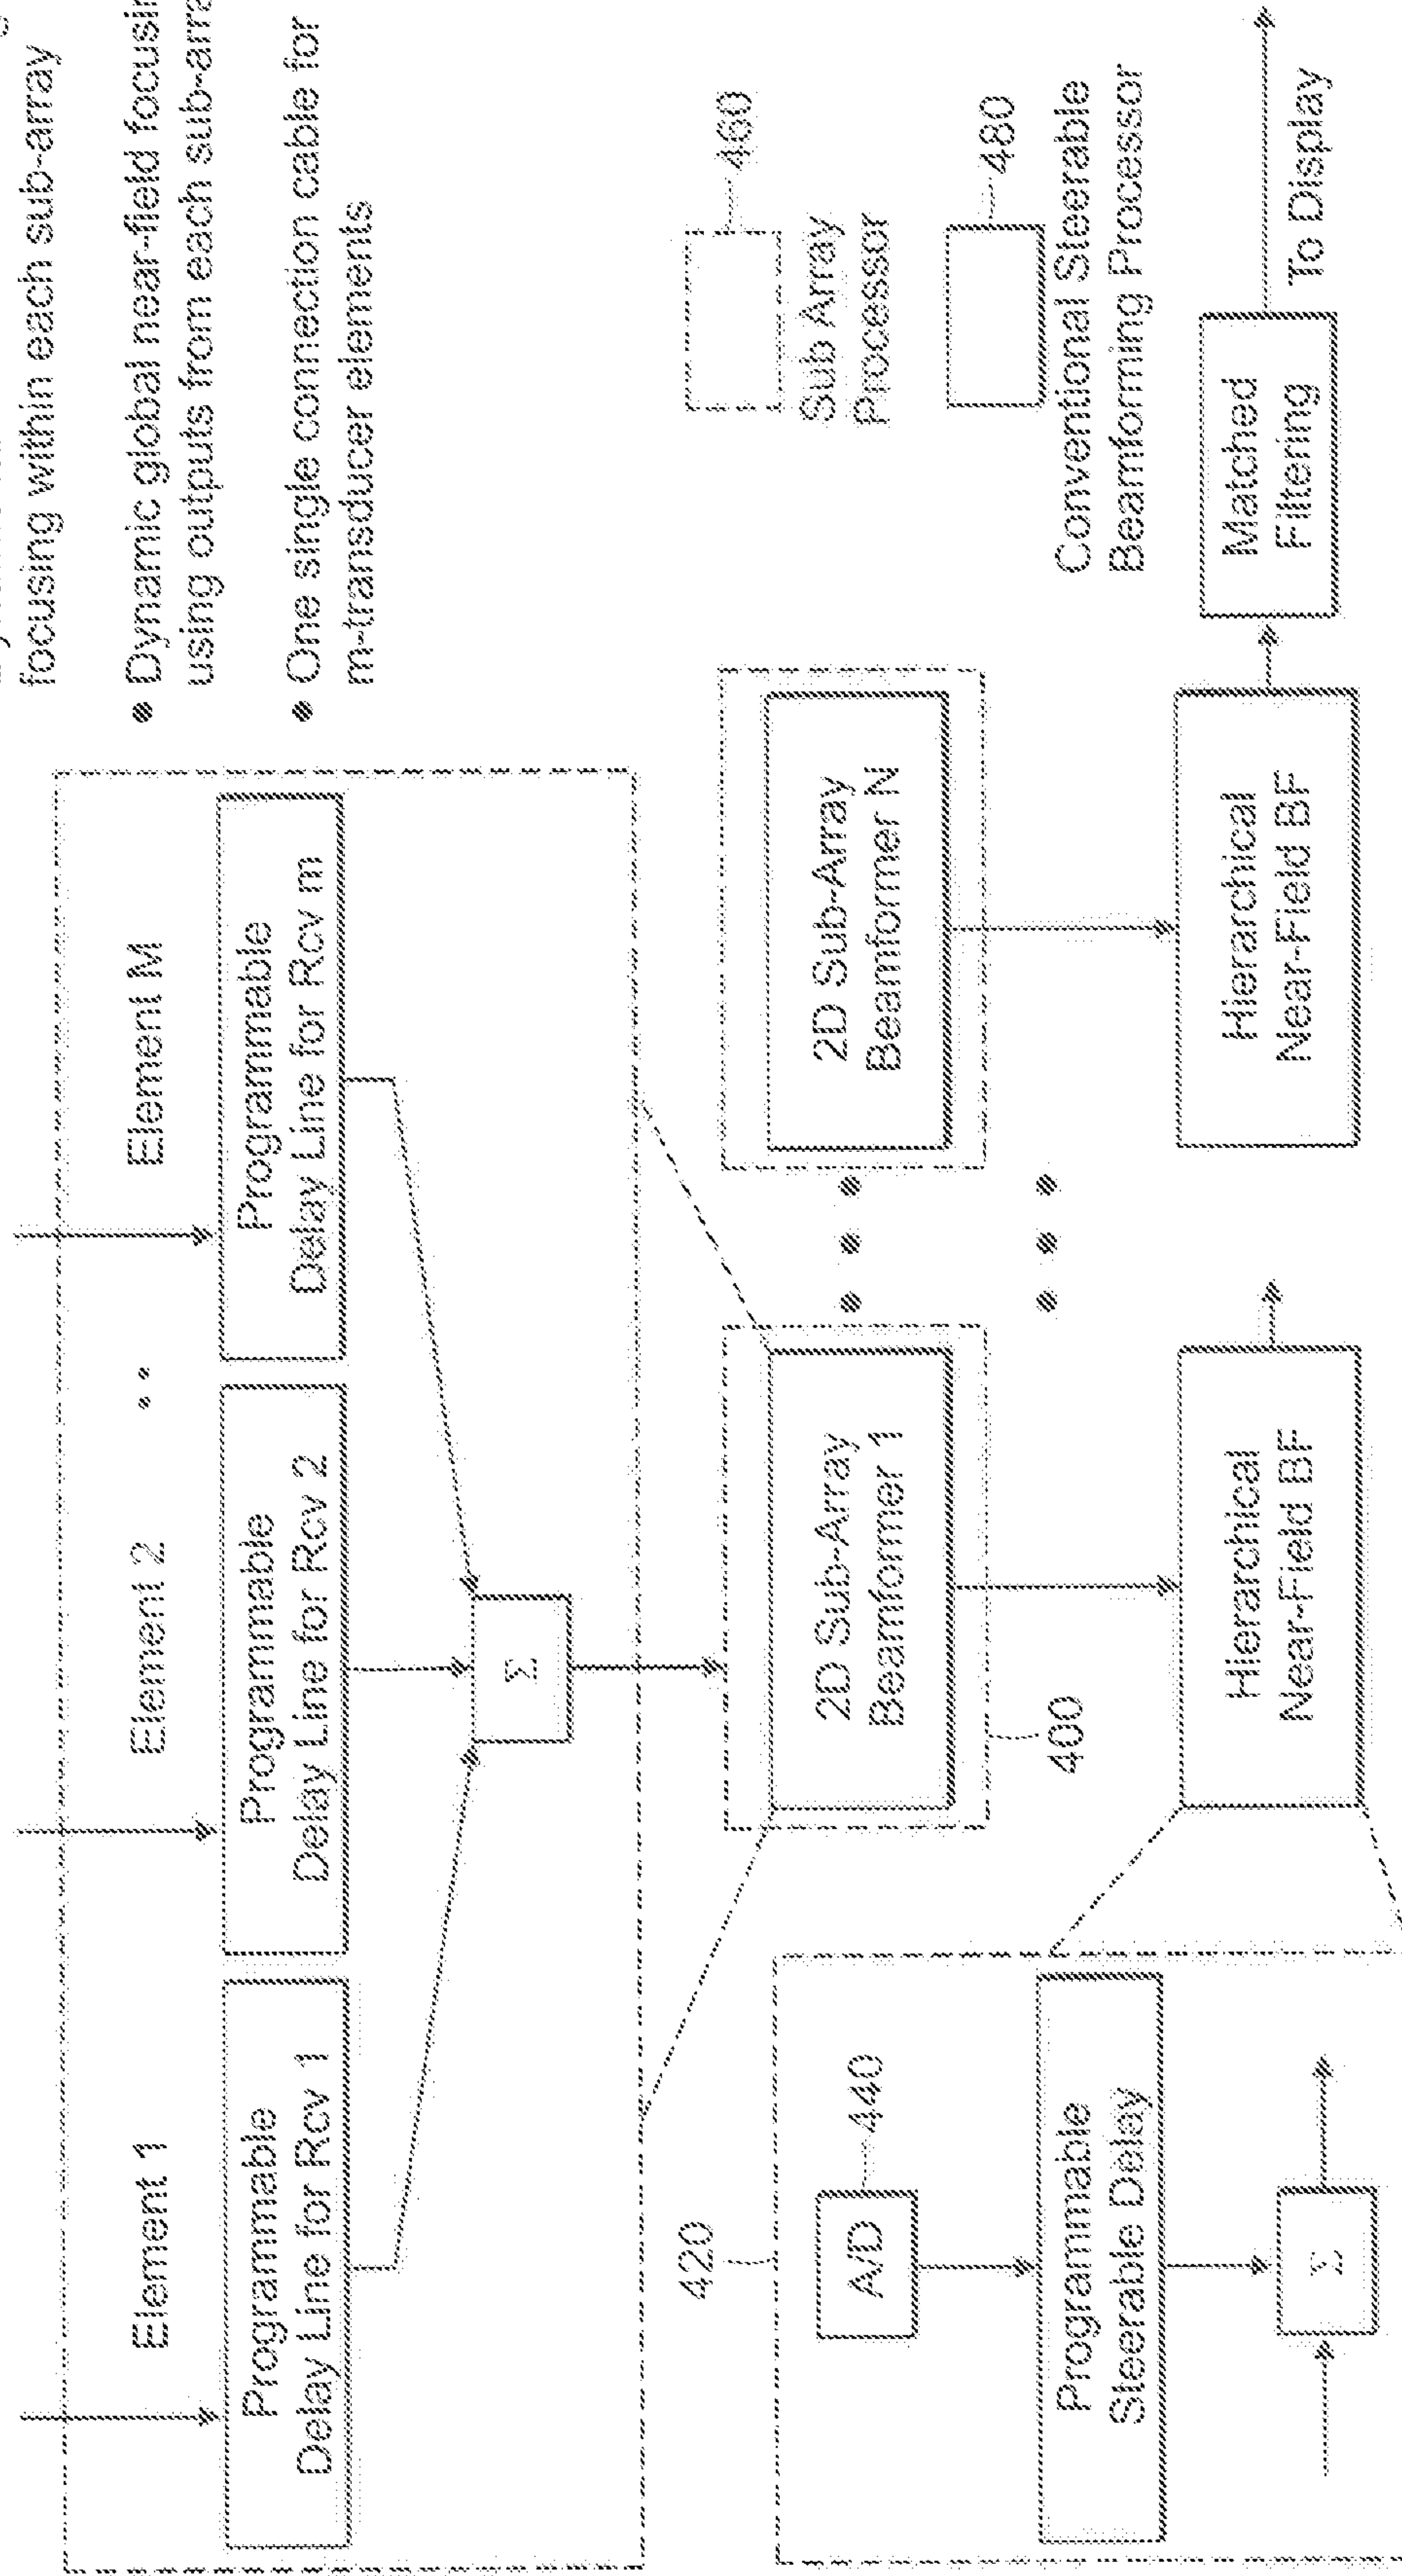 focusing within each sub-array
● Dynamic global near-field
using outputs from each
● One single connection cable for
m-transducer elements
Element 1
Element 2
• •
Element M
Programmable
Delay Line for Rcv 1
Programmable
Delay Line for Rcv 2
Programmable
Delay Line for Rcv m
Σ
460
Sub Array
Processor
480
Conventional Steerable
Beamforming Processor
2D Sub-Array
Beamformer 1
400
● ● ●
● ● ●
2D Sub-Array
Beamformer N
420
A/D
440
Programmable
Steerable Delay
Σ
Hierarchical
Near-Field BF
Hierarchical
Near-Field BF
Matched
Filtering
To Display